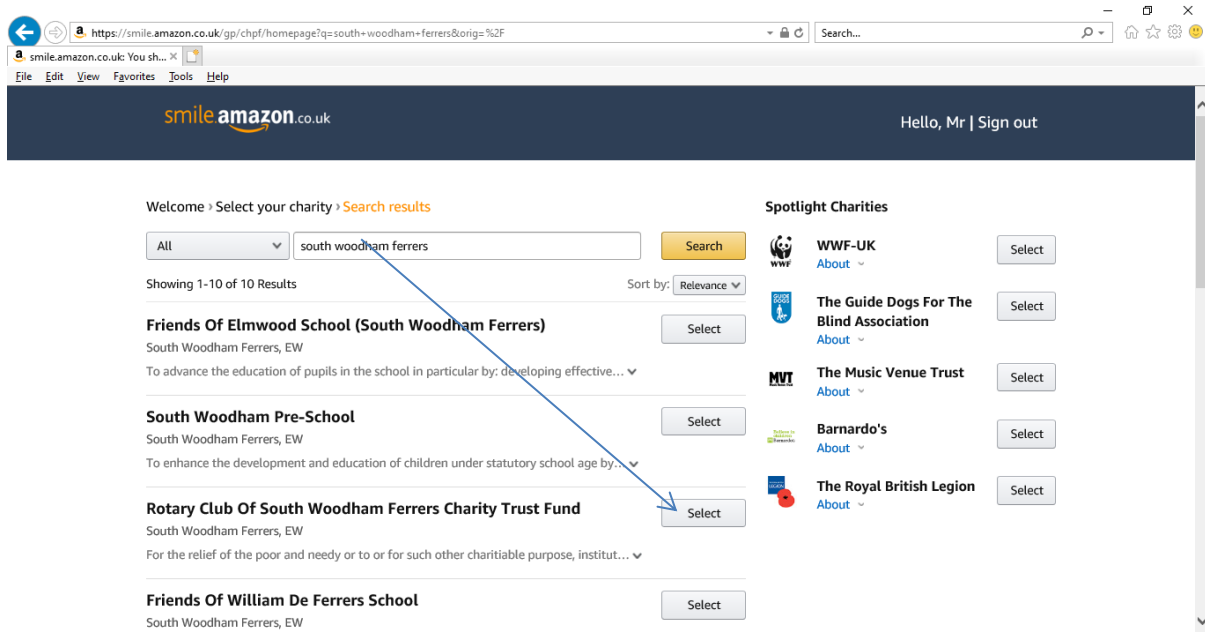 https://smile.amazon.co.uk/gp/chpf/homepage?q=south+woodham+ferrers&orig=%2F
Search...
smile.amazon.co.uk: You sh...
File Edit View Favorites Tools Help
smile.amazon.co.uk
Hello, Mr | Sign out
Welcome › Select your charity › Search results
All
south woodham ferrers
Search
Showing 1-10 of 10 Results
Sort by: Relevance
Friends Of Elmwood School (South Woodham Ferrers)
Select
South Woodham Ferrers, EW
To advance the education of pupils in the school in particular by: developing effective...
South Woodham Pre-School
Select
South Woodham Ferrers, EW
To enhance the development and education of children under statutory school age by...
Rotary Club Of South Woodham Ferrers Charity Trust Fund
Select
South Woodham Ferrers, EW
For the relief of the poor and needy or to or for such other charitiable purpose, institut...
Friends Of William De Ferrers School
Select
South Woodham Ferrers, EW
Spotlight Charities
WWF
WWF-UK
About
Select
GUIDE DOGS
The Guide Dogs For The
Blind Association
About
Select
MVT
The Music Venue Trust
About
Select
Barnardo's
About
Select
The Royal British Legion
About
Select